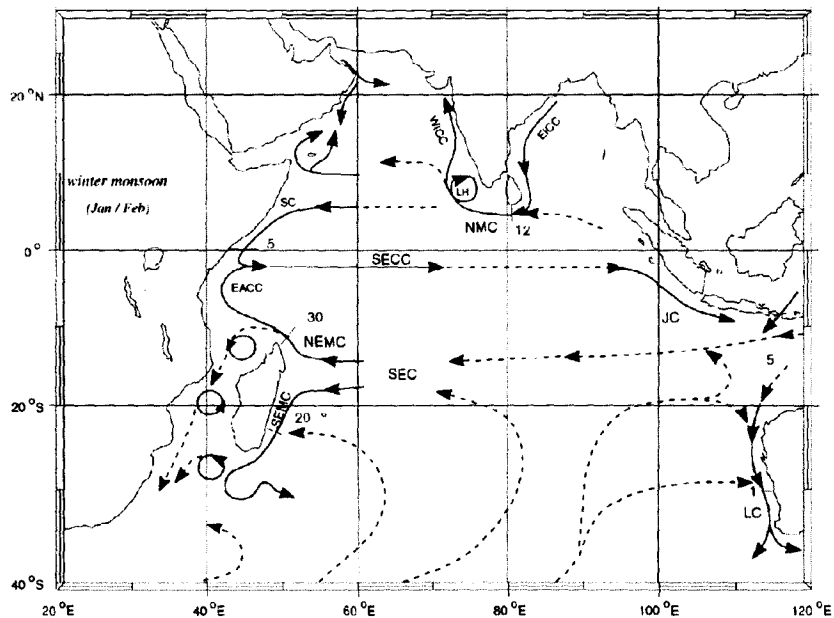 20 °N
WICC
EICC
winter monsoon
LH
(Jan / Feb)
SC
NMC
12
5
0 °
SECC
EACC
30
JC
NEMC
SEC
5
20 °S
SEMC
20
1
LC
40 °S
20 °E
40 °E
60 °E
80 °E
100 °E
120 °E